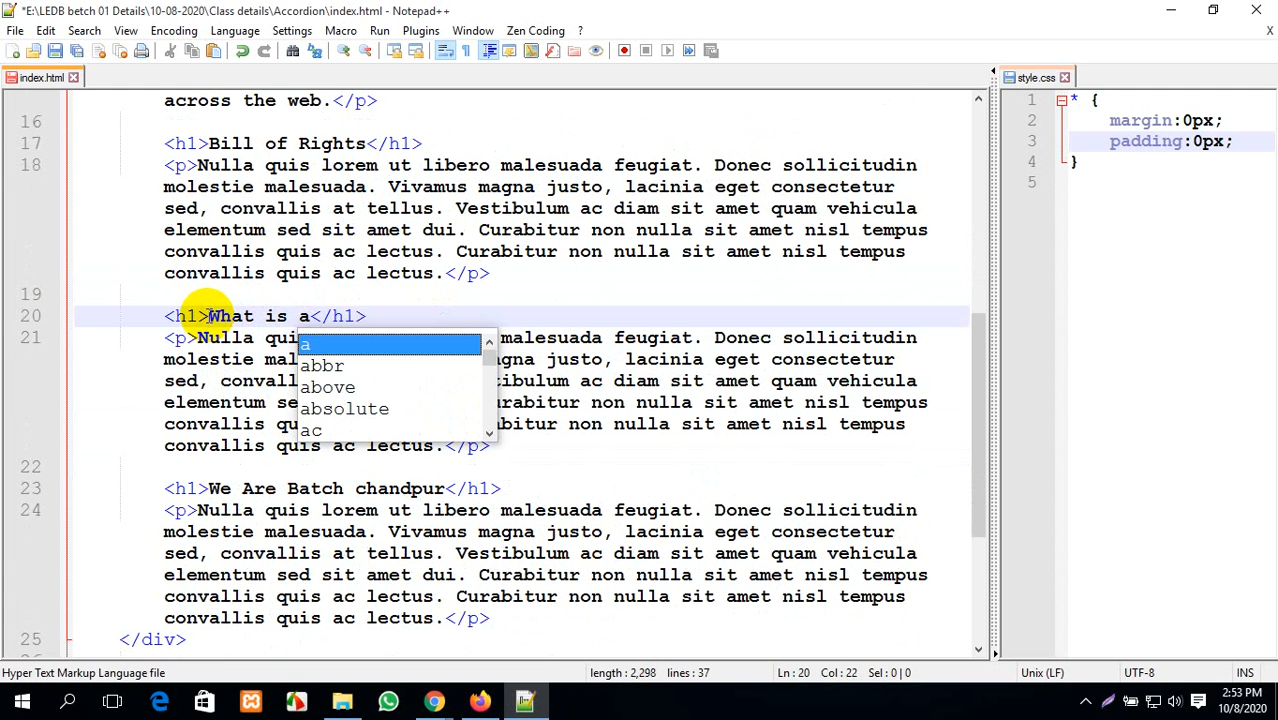 *E:\LEDB betch 01 Details\10-08-2020\Class details\Accordion\index.html - Notepad++
File Edit Search View Encoding Language Settings Macro Run Plugins Window Zen Coding ? X
index.html
style.css
across the web.</p>
16
17 <h1>Bill of Rights</h1>
18 <p>Nulla quis lorem ut libero malesuada feugiat. Donec sollicitudin
molestie malesuada. Vivamus magna justo, lacinia eget consectetur
sed, convallis at tellus. Vestibulum ac diam sit amet quam vehicula
elementum sed sit amet dui. Curabitur non nulla sit amet nisl tempus
convallis quis ac lectus. Curabitur non nulla sit amet nisl tempus
convallis quis ac lectus.</p>
19
20 <h1>What is a</h1>
21 <p>Nulla qui malesuada feugiat. Donec sollicitudin
molestie mal agna justo, lacinia eget consectetur
sed, convall stibulum ac diam sit amet quam vehicula
elementum se urabitur non nulla sit amet nisl tempus
convallis qu urabitur non nulla sit amet nisl tempus
convallis quis ac lectus.</p>
a
abbr
above
absolute
ac
22
23 <h1>We Are Batch chandpur</h1>
24 <p>Nulla quis lorem ut libero malesuada feugiat. Donec sollicitudin
molestie malesuada. Vivamus magna justo, lacinia eget consectetur
sed, convallis at tellus. Vestibulum ac diam sit amet quam vehicula
elementum sed sit amet dui. Curabitur non nulla sit amet nisl tempus
convallis quis ac lectus. Curabitur non nulla sit amet nisl tempus
convallis quis ac lectus.</p>
25 </div>
1 * {
2 margin:0px;
3 padding:0px;
4 }
5
Hyper Text Markup Language file length : 2,298 lines : 37 Ln : 20 Col : 22 Sel : 0 | 0 Unix (LF) UTF-8 INS
2:53 PM
10/8/2020